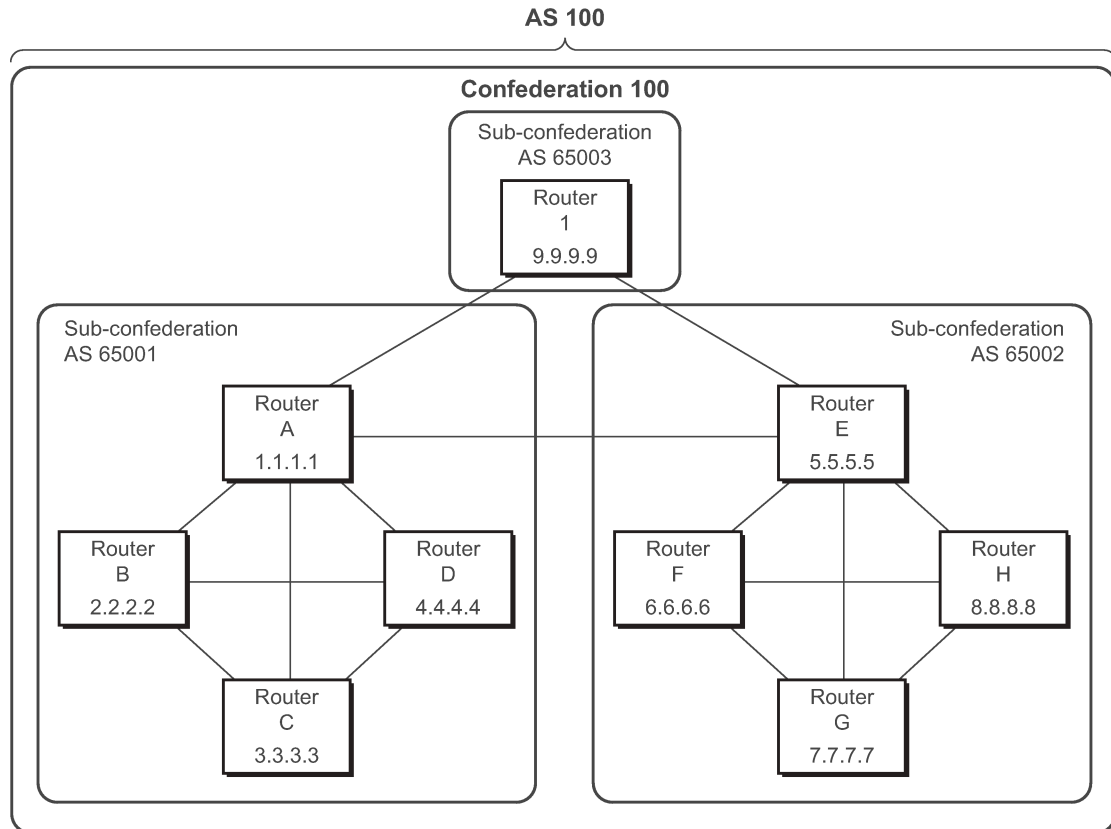 AS 100
Confederation 100
Sub-confederation
AS 65003
Router
1
9.9.9.9
Sub-confederation
AS 65001
Router
A
1.1.1.1
Router
B
2.2.2.2
Router
D
4.4.4.4
Router
C
3.3.3.3
Sub-confederation
AS 65002
Router
E
5.5.5.5
Router
F
6.6.6.6
Router
H
8.8.8.8
Router
G
7.7.7.7